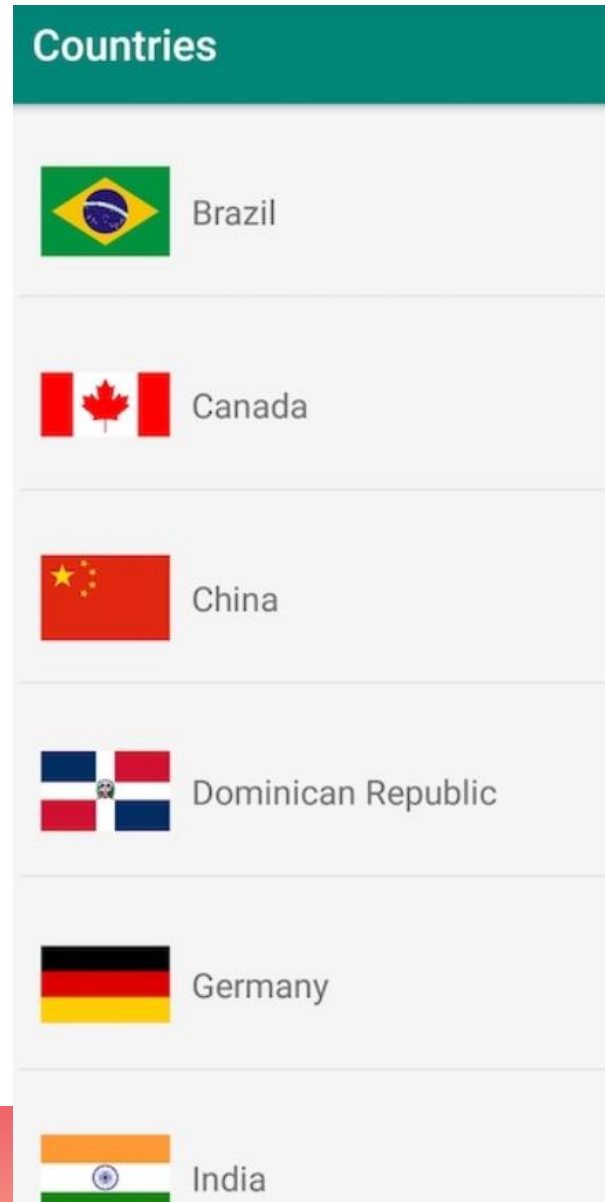 Countries
Brazil
Canada
China
Dominican Republic
Germany
India